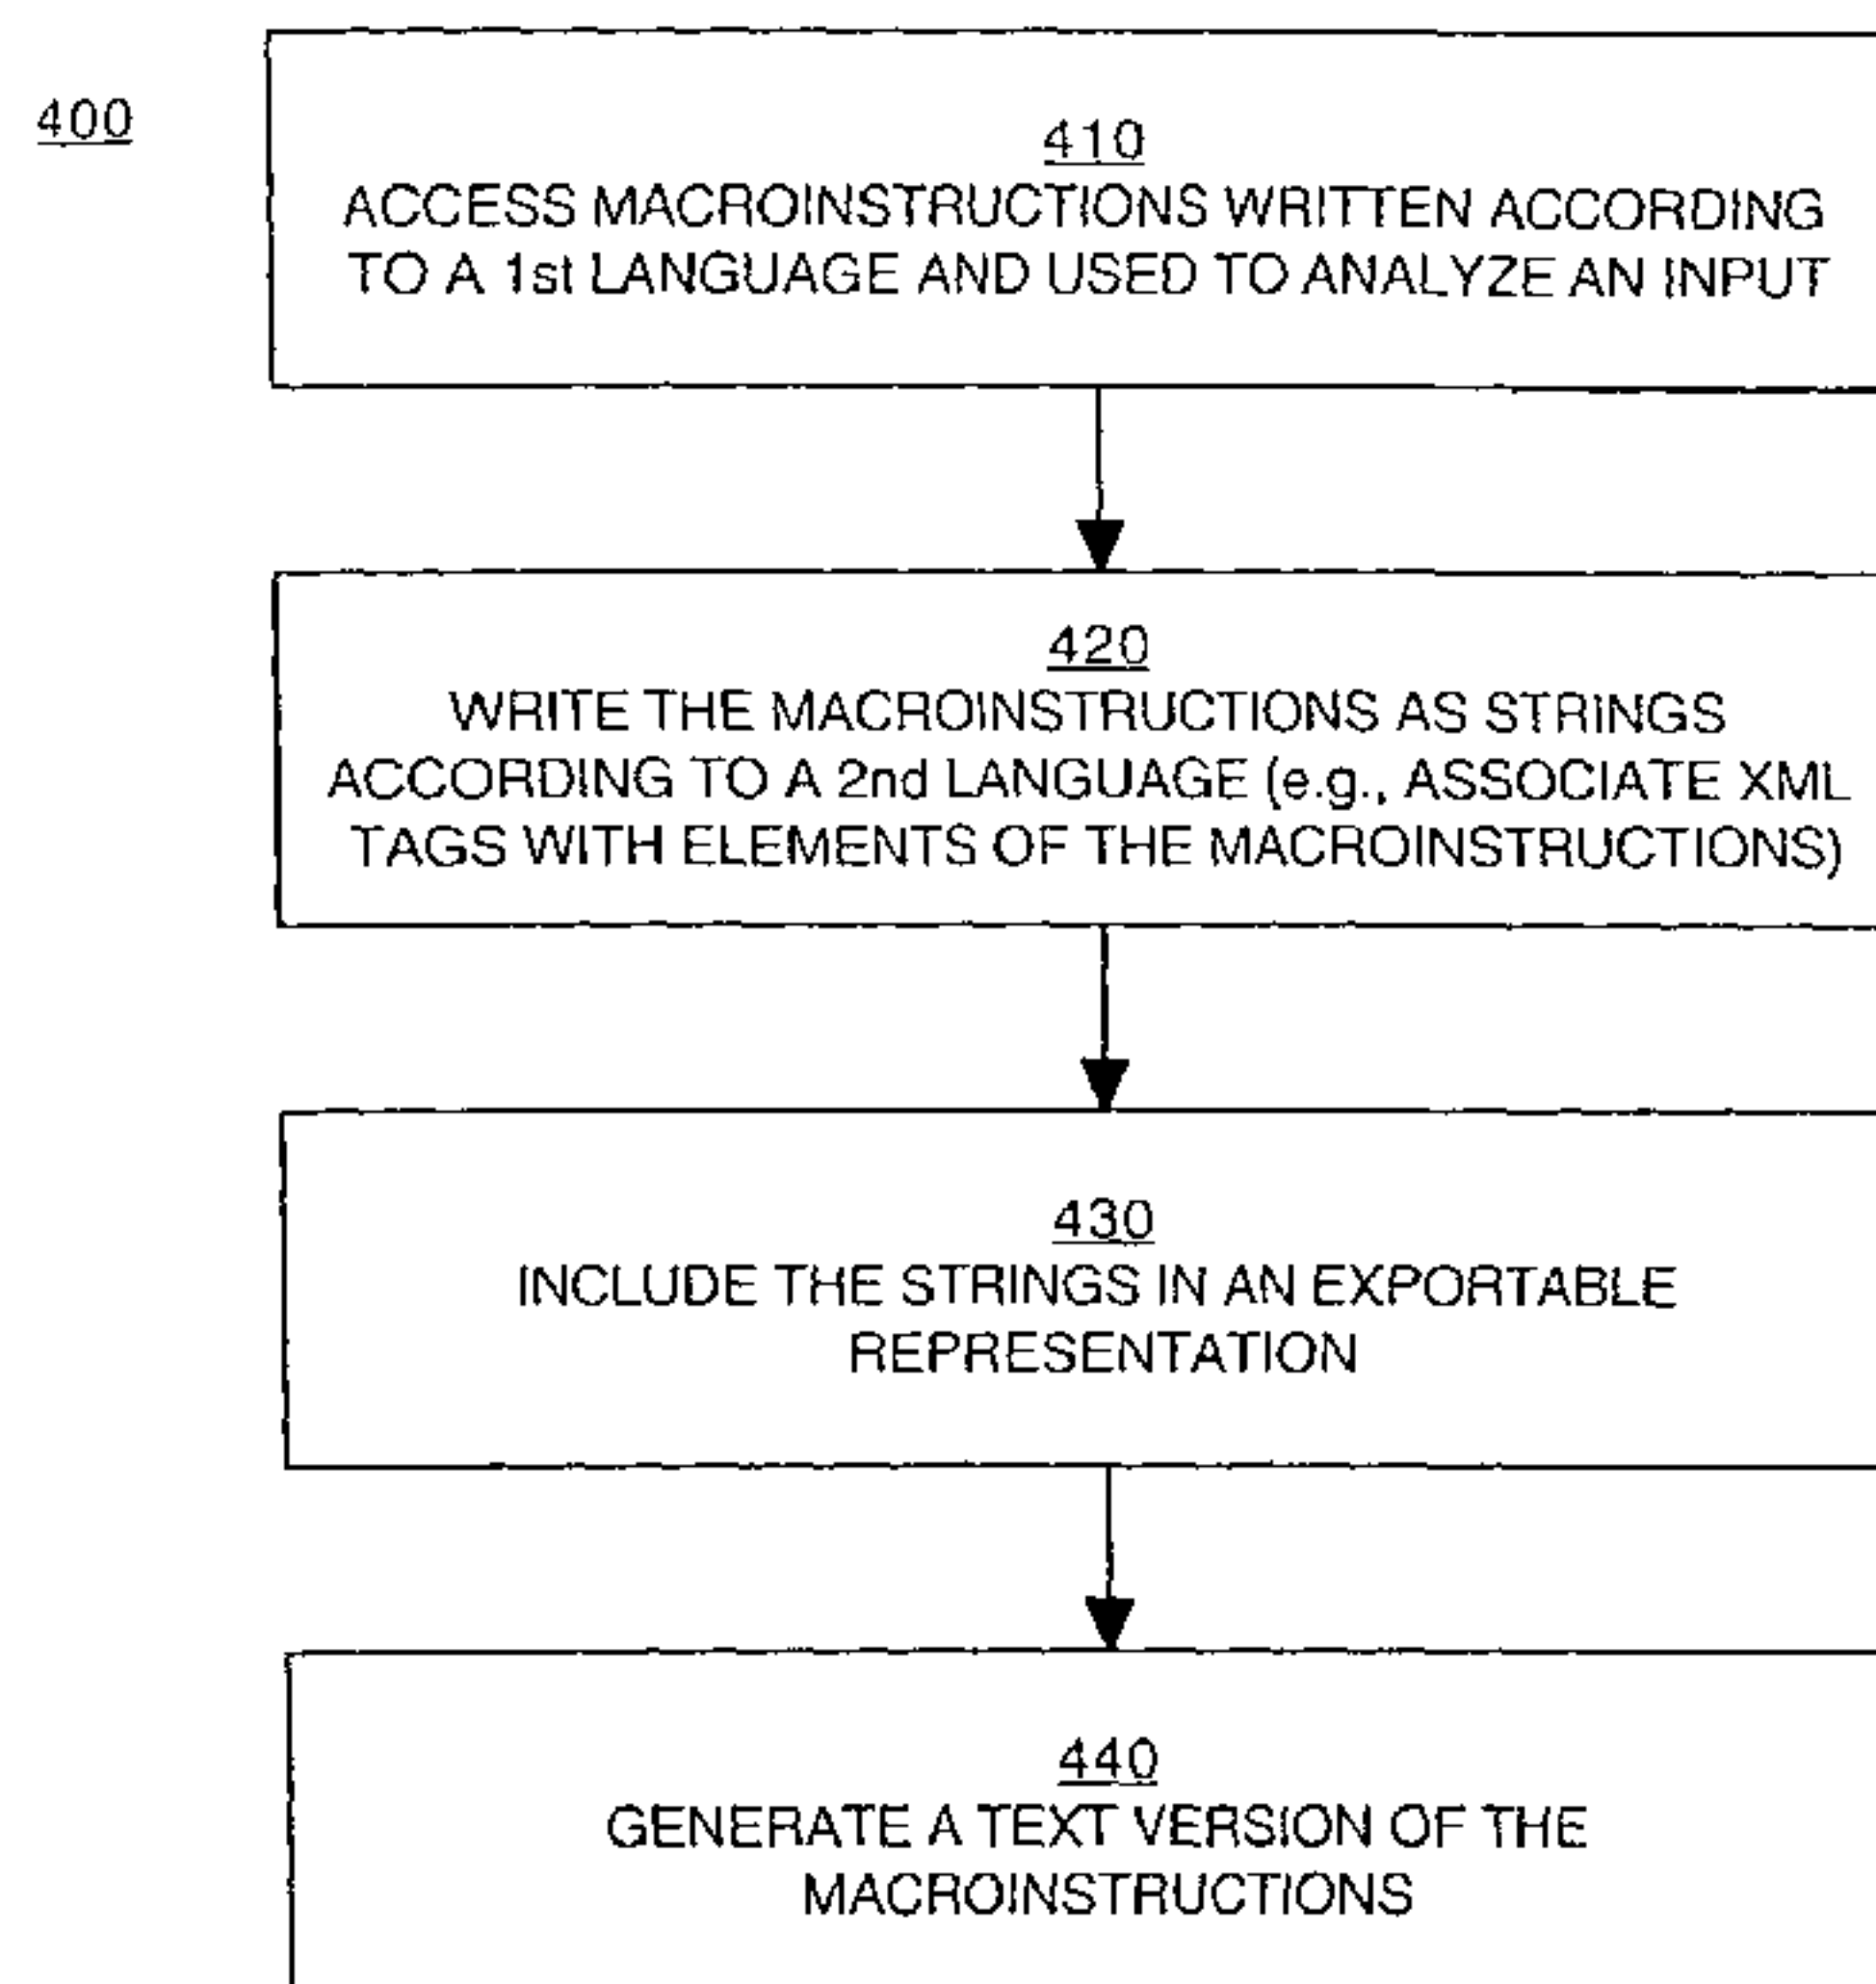 400
410
ACCESS MACROINSTRUCTIONS WRITTEN ACCORDING
TO A 1st LANGUAGE AND USED TO ANALYZE AN INPUT
420
WRITE THE MACROINSTRUCTIONS AS STRINGS
ACCORDING TO A 2nd LANGUAGE (e.g., ASSOCIATE XML
TAGS WITH ELEMENTS OF THE MACROINSTRUCTIONS)
430
INCLUDE THE STRINGS IN AN EXPORTABLE
REPRESENTATION
440
GENERATE A TEXT VERSION OF THE
MACROINSTRUCTIONS